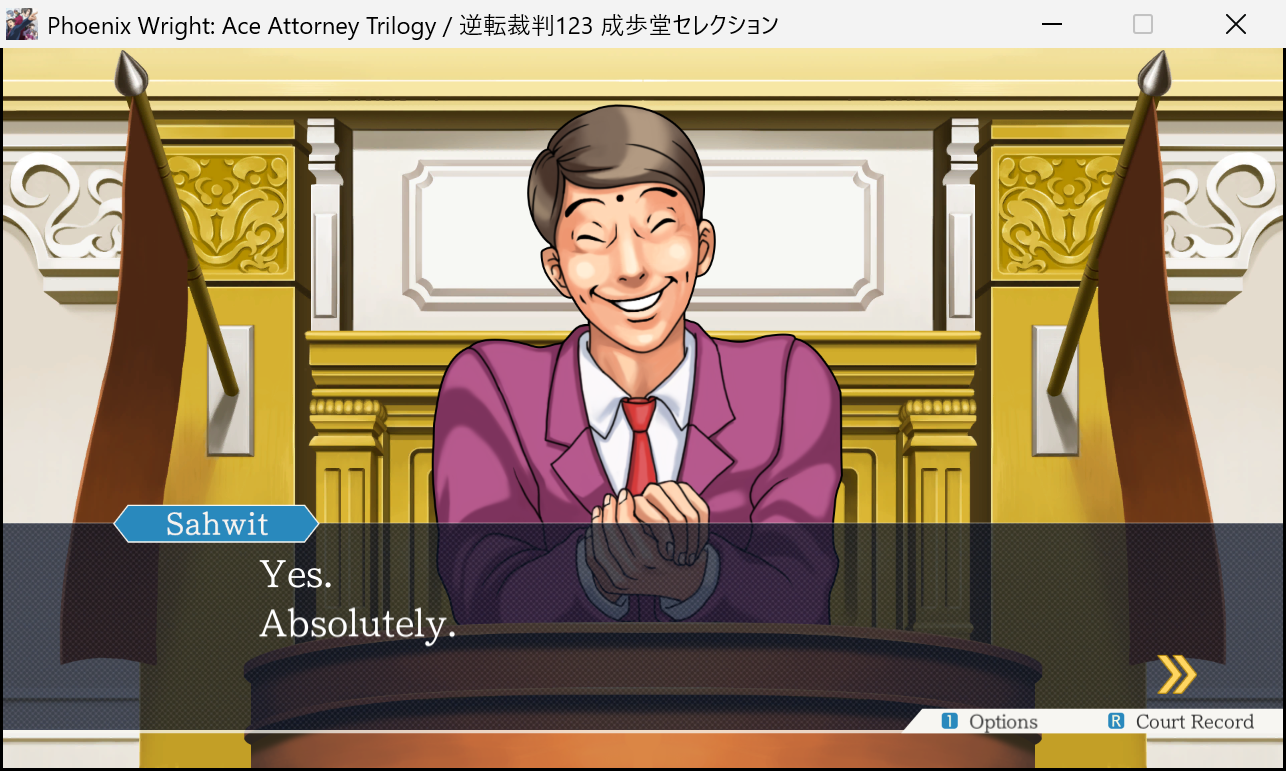 Phoenix Wright: Ace Attorney Trilogy / 逆転裁判123 成歩堂セレクション
Sahwit
Yes.
Absolutely.
1 Options R Court Record